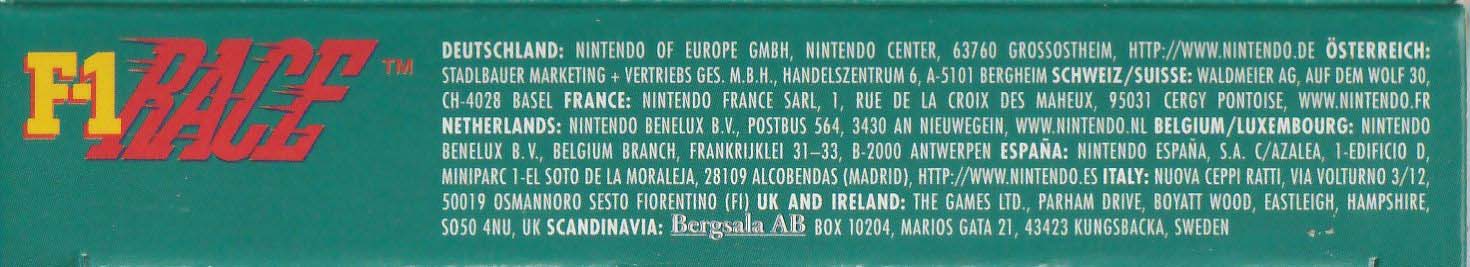 F-1 RACE™
DEUTSCHLAND: NINTENDO OF EUROPE GMBH, NINTENDO CENTER, 63760 GROSSOSTHEIM, HTTP://WWW.NINTENDO.DE ÖSTERREICH:
STADLBAUER MARKETING + VERTRIEBS GES. M.B.H., HANDELSZENTRUM 6, A-5101 BERGHEIM SCHWEIZ/SUISSE: WALDMEIER AG, AUF DEM WOLF 30,
CH-4028 BASEL FRANCE: NINTENDO FRANCE SARL, 1, RUE DE LA CROIX DES MAHEUX, 95031 CERGY PONTOISE, WWW.NINTENDO.FR
NETHERLANDS: NINTENDO BENELUX B.V., POSTBUS 564, 3430 AN NIEUWEGEIN, WWW.NINTENDO.NL BELGIUM/LUXEMBOURG: NINTENDO
BENELUX B.V., BELGIUM BRANCH, FRANKRIJKLEI 31–33, B-2000 ANTWERPEN ESPAÑA: NINTENDO ESPAÑA, S.A. C/AZALEA, 1-EDIFICIO D,
MINIPARC 1-EL SOTO DE LA MORALEJA, 28109 ALCOBENDAS (MADRID), HTTP://WWW.NINTENDO.ES ITALY: NUOVA CEPPI RATTI, VIA VOLTURNO 3/12,
50019 OSMANNORO SESTO FIORENTINO (FI) UK AND IRELAND: THE GAMES LTD., PARHAM DRIVE, BOYATT WOOD, EASTLEIGH, HAMPSHIRE,
SO50 4NU, UK SCANDINAVIA: Bergsala AB BOX 10204, MARIOS GATA 21, 43423 KUNGSBACKA, SWEDEN